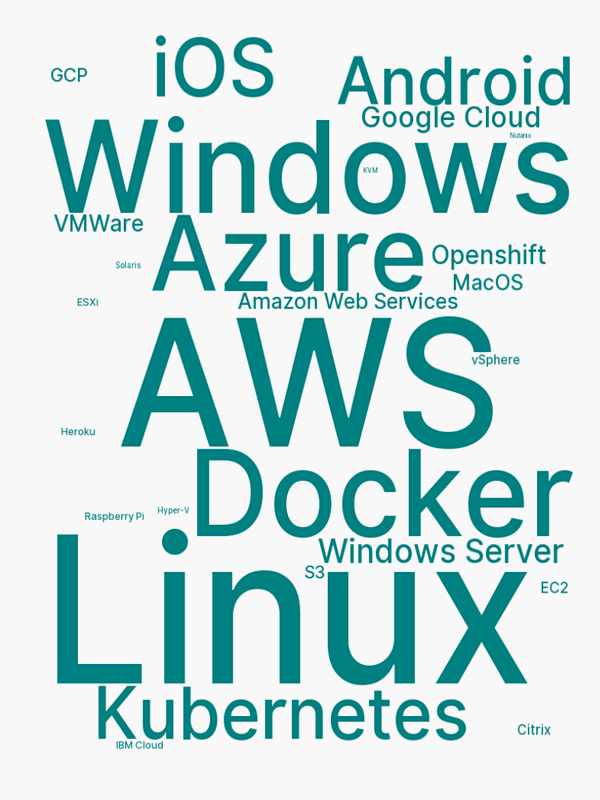 iOS
GCP
Android
Google Cloud
Nutanix
Windows
KVM
VMWare
Azure
Openshift
Solaris
MacOS
ESXi
Amazon Web Services
AWS
vSphere
Heroku
Docker
Hyper-V
Raspberry Pi
Windows Server
S3
Linux
EC2
Kubernetes
Citrix
IBM Cloud